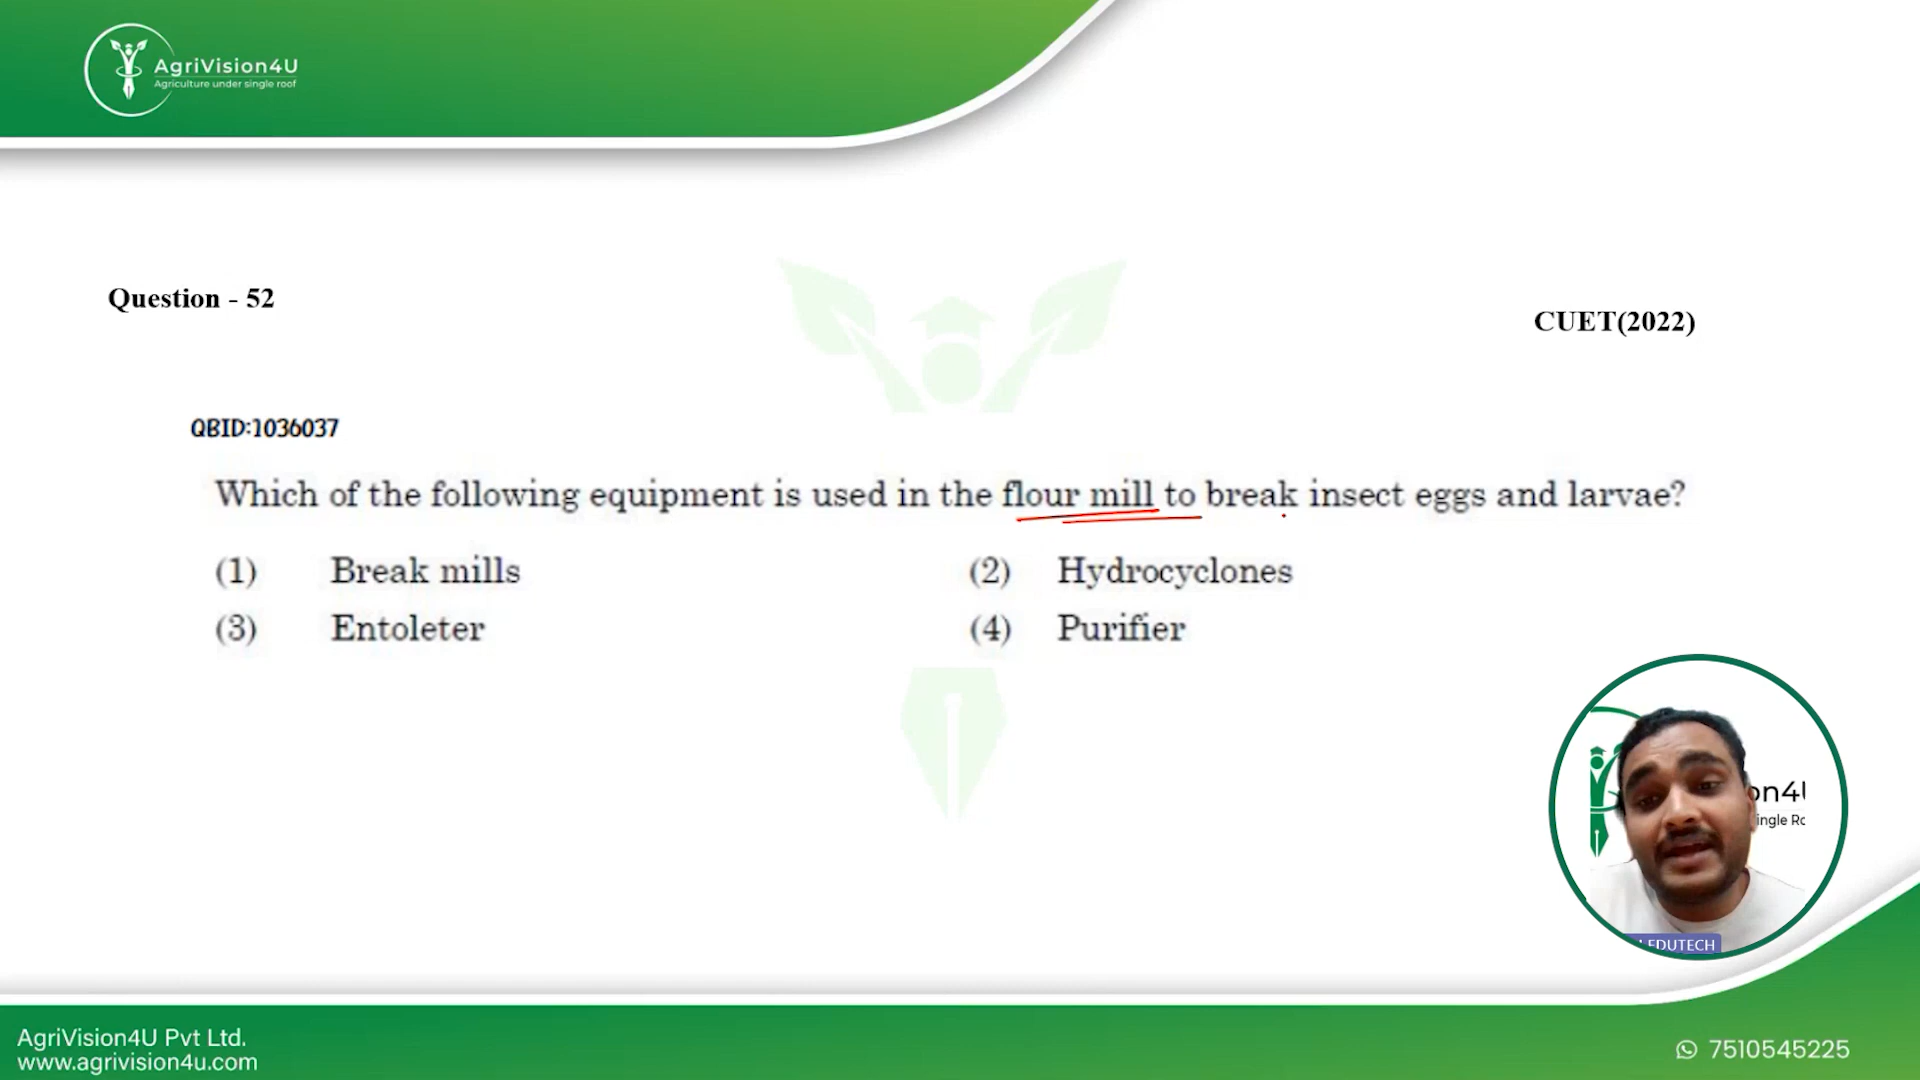 AgriVision4U
Agriculture under single roof
Question - 52
CUET(2022)
QBID:1036037
Which of the following equipment is used in the flour mill to break insect eggs and larvae?
(1) Break mills
(2) Hydrocyclones
(3) Entoleter
(4) Purifier
on4U
ingle Ro
EDUTECH
AgriVision4U Pvt Ltd.
www.agrivision4u.com
7510545225